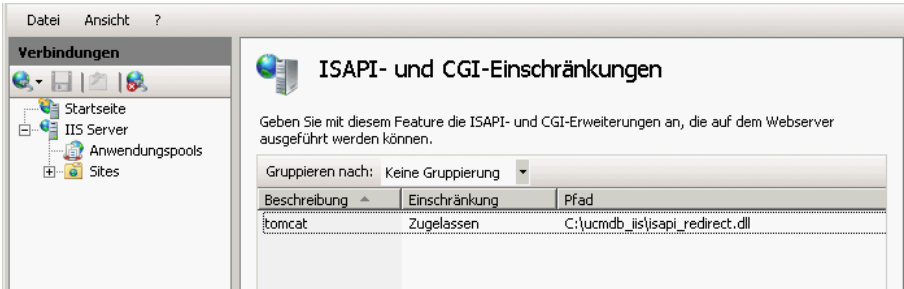 Datei Ansicht ?
Verbindungen
Startseite
IIS Server
Anwendungspools
Sites
ISAPI- und CGI-Einschränkungen
Geben Sie mit diesem Feature die ISAPI- und CGI-Erweiterungen an, die auf dem Webserver
ausgeführt werden können.
Gruppieren nach: Keine Gruppierung
Beschreibung Einschränkung Pfad
tomcat Zugelassen C:\ucmdb_iis\isapi_redirect.dll